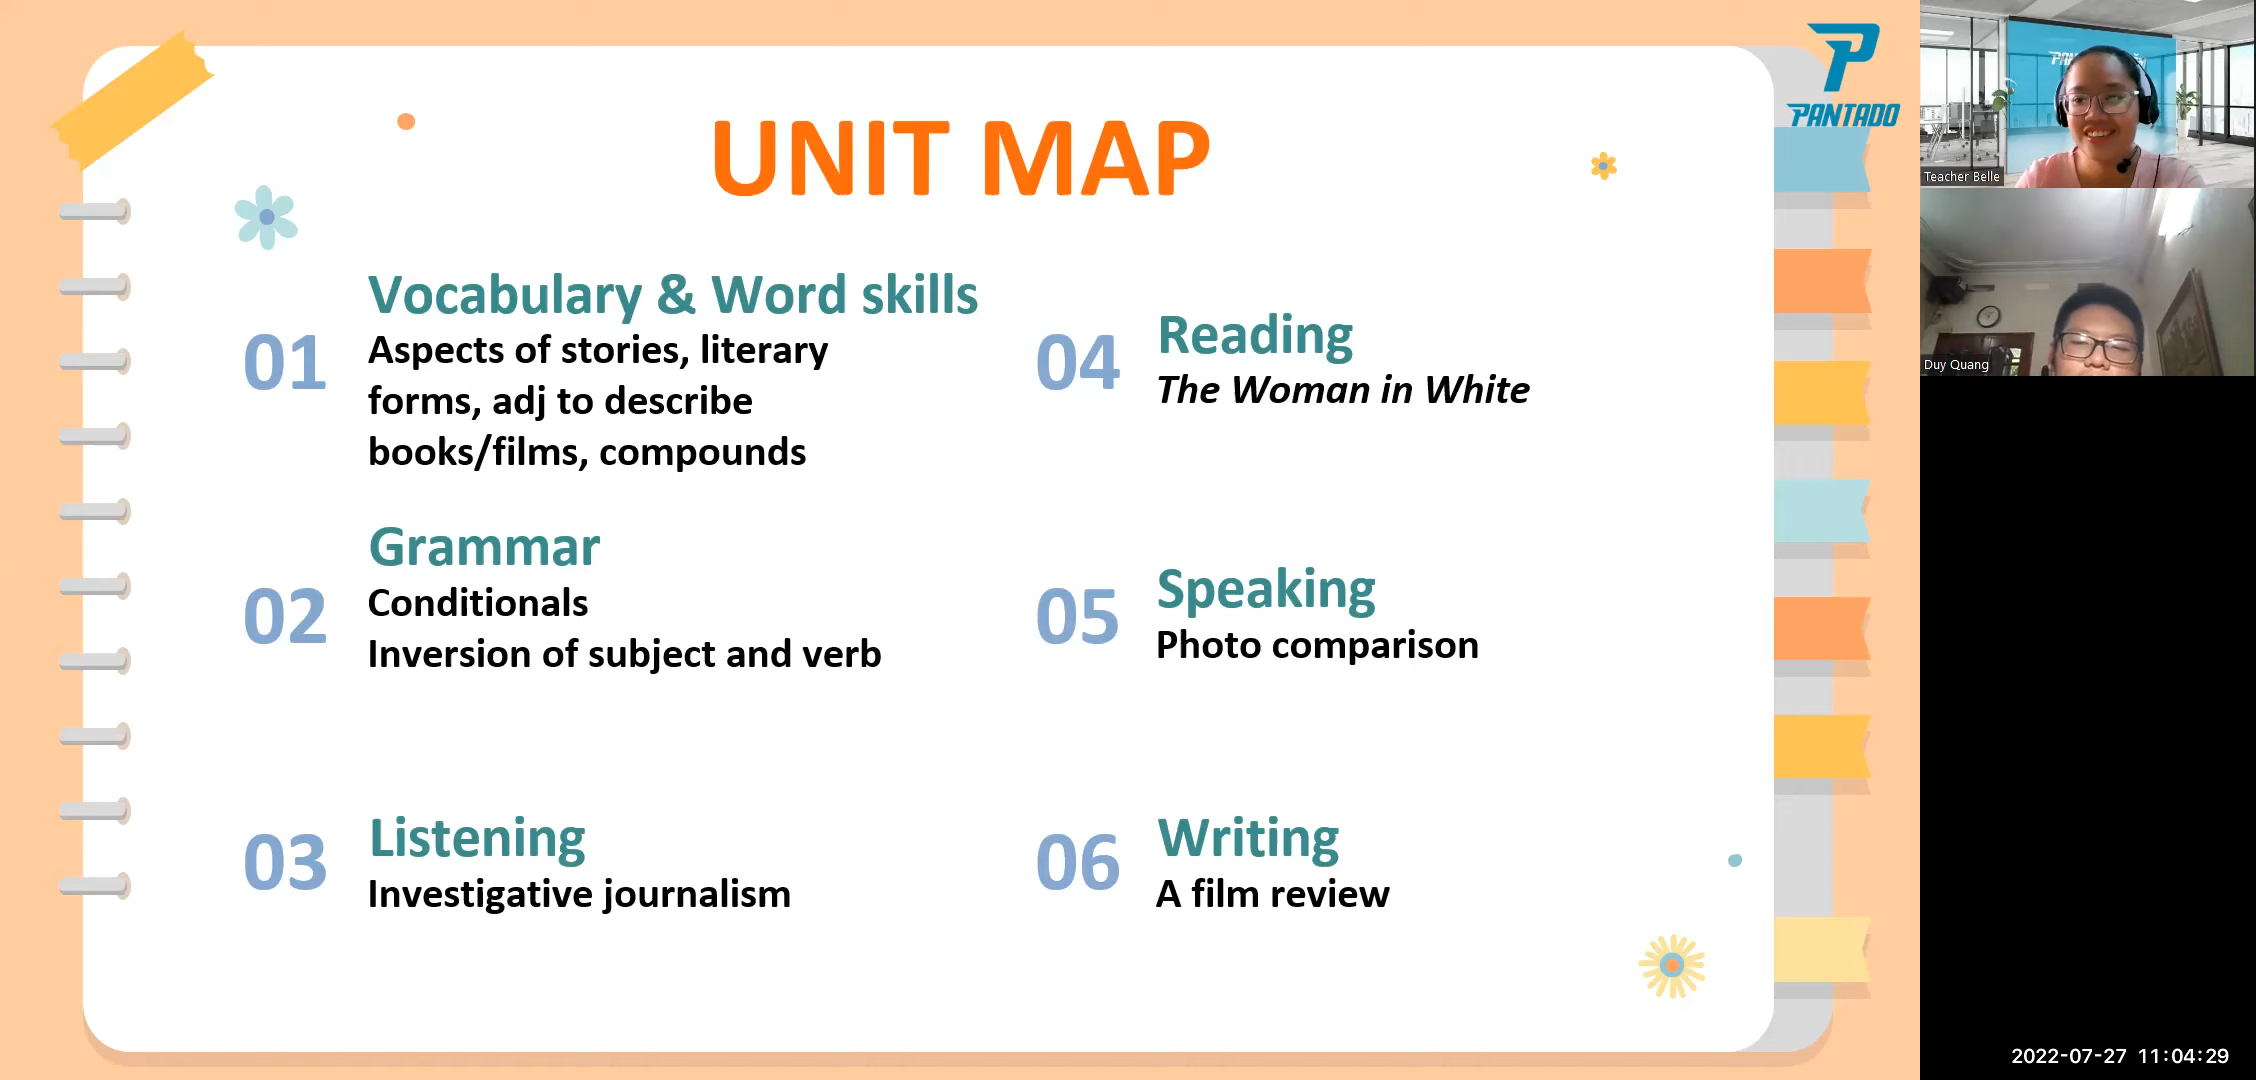 UNIT MAP
PANTADO
01
Vocabulary & Word skills
Aspects of stories, literary
forms, adj to describe
books/films, compounds
02
Grammar
Conditionals
Inversion of subject and verb
03
Listening
Investigative journalism
04
Reading
The Woman in White
05
Speaking
Photo comparison
06
Writing
A film review
Teacher Belle
Duy Quang
2022-07-27 11:04:29